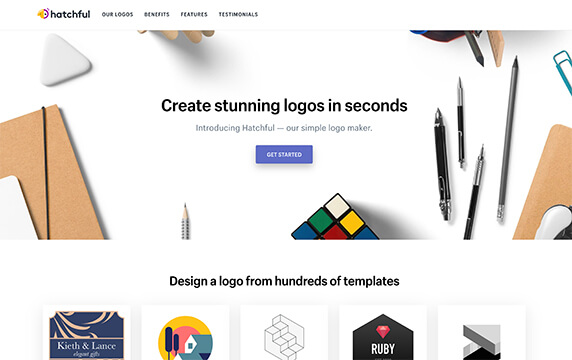 hatchful OUR LOGOS BENEFITS FEATURES TESTIMONIALS
Create stunning logos in seconds
Introducing Hatchful — our simple logo maker.
GET STARTED
Design a logo from hundreds of templates
Kieth & Lance
elegant gifts
RUBY